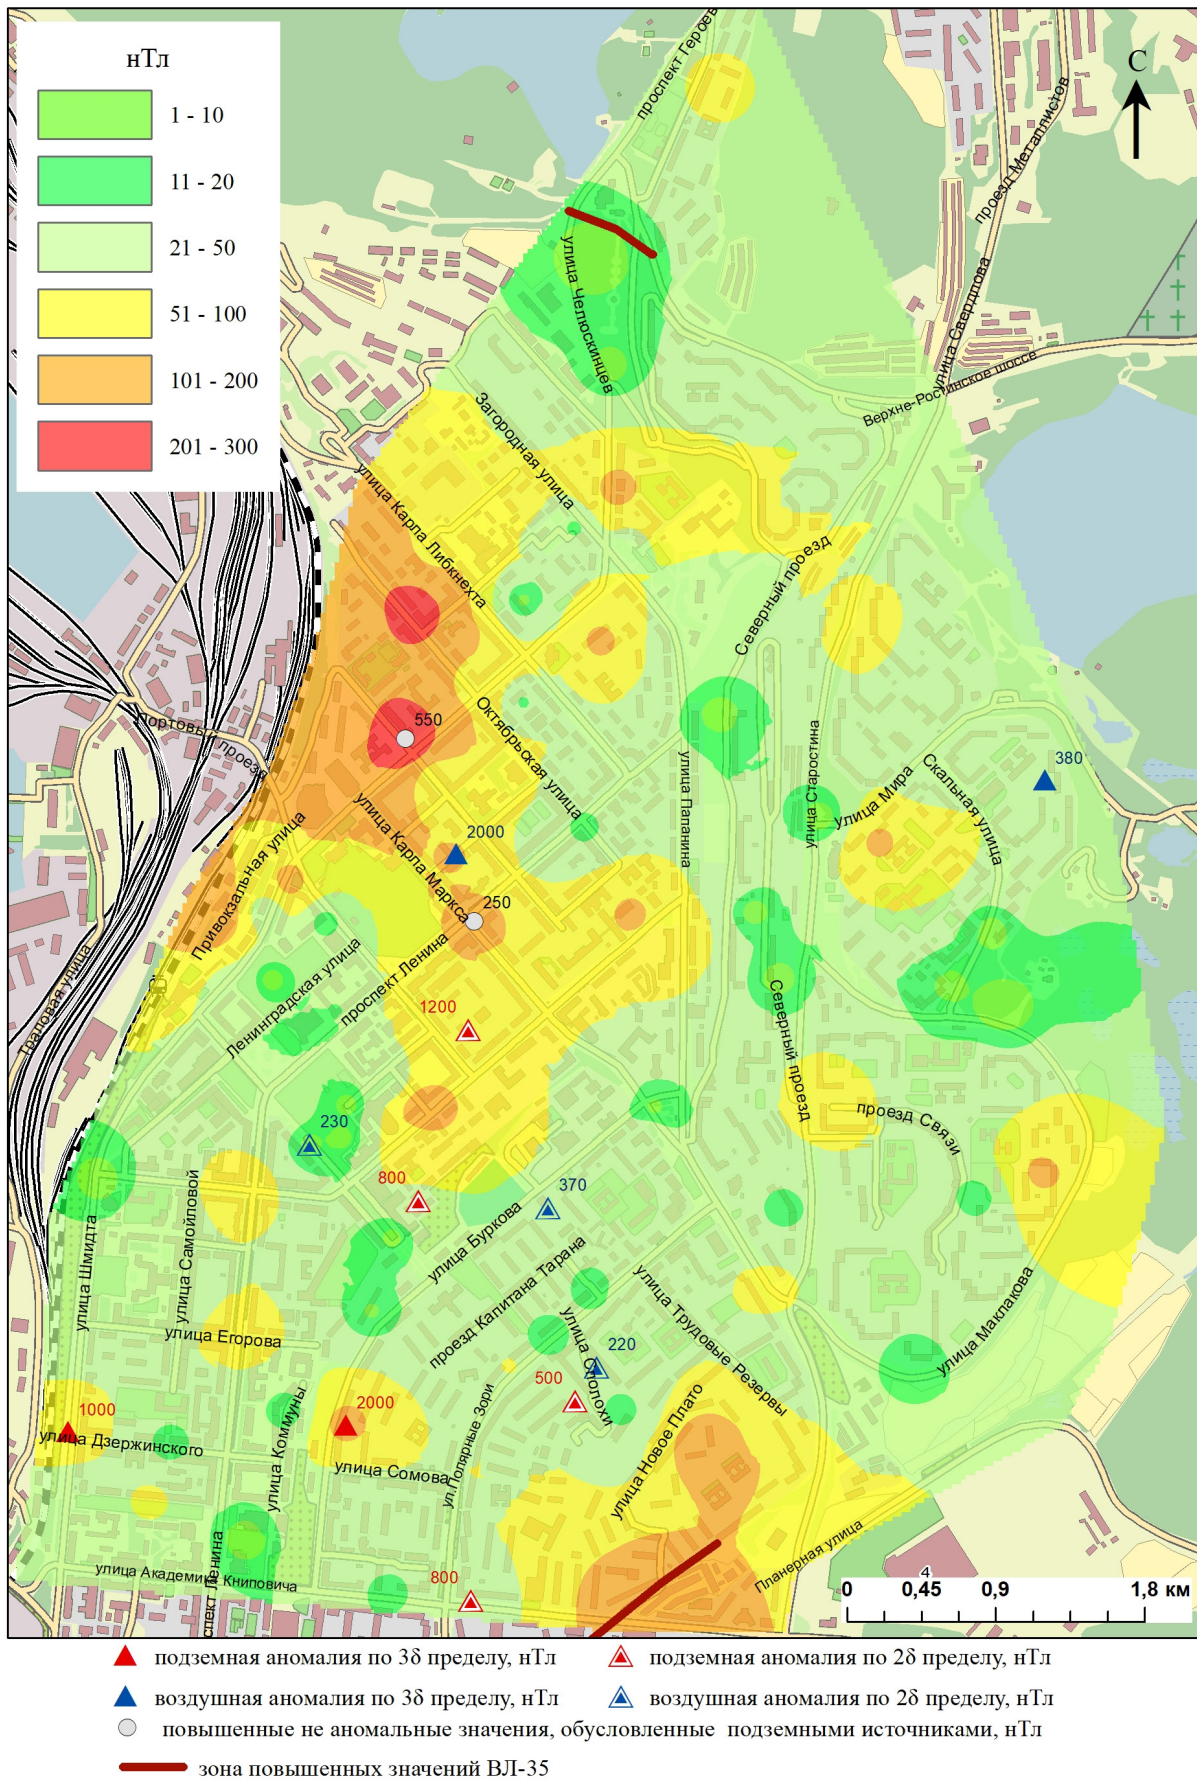 нТл
1 - 10
11 - 20
21 - 50
51 - 100
101 - 200
201 - 300
С
проспект Героев
проезд Металлистов
улица Челюскинцев
улица Свердлова
Верхне-Ростинское шоссе
Загородная улица
улица Карла Либкнехта
Северный проезд
Портовый проезд
550
Октябрьская улица
улица Папанина
улица Старостина
улица Мира
Скальная улица
380
улица Карла Маркса
2000
Привокзальная улица
250
Траловая улица
Ленинградская улица
проспект Ленина
1200
Северный проезд
проезд Связи
230
800
370
улица Шмидта
улица Самойловой
улица Буркова
проезд Капитана Тарана
улица Егорова
улица Трудовые Резервы
улица Маклакова
улица Сполохи
220
500
1000
2000
улица Дзержинского
улица Коммуны
улица Сомова
ул.Полярные Зори
улица Новое Плато
Планерная улица
улица Академика Книповича
спект Ленина
800
4
0 0,45 0,9 1,8 км
подземная аномалия по 3δ пределу, нТл
подземная аномалия по 2δ пределу, нТл
воздушная аномалия по 3δ пределу, нТл
воздушная аномалия по 2δ пределу, нТл
повышенные не аномальные значения, обусловленные подземными источниками, нТл
зона повышенных значений ВЛ-35